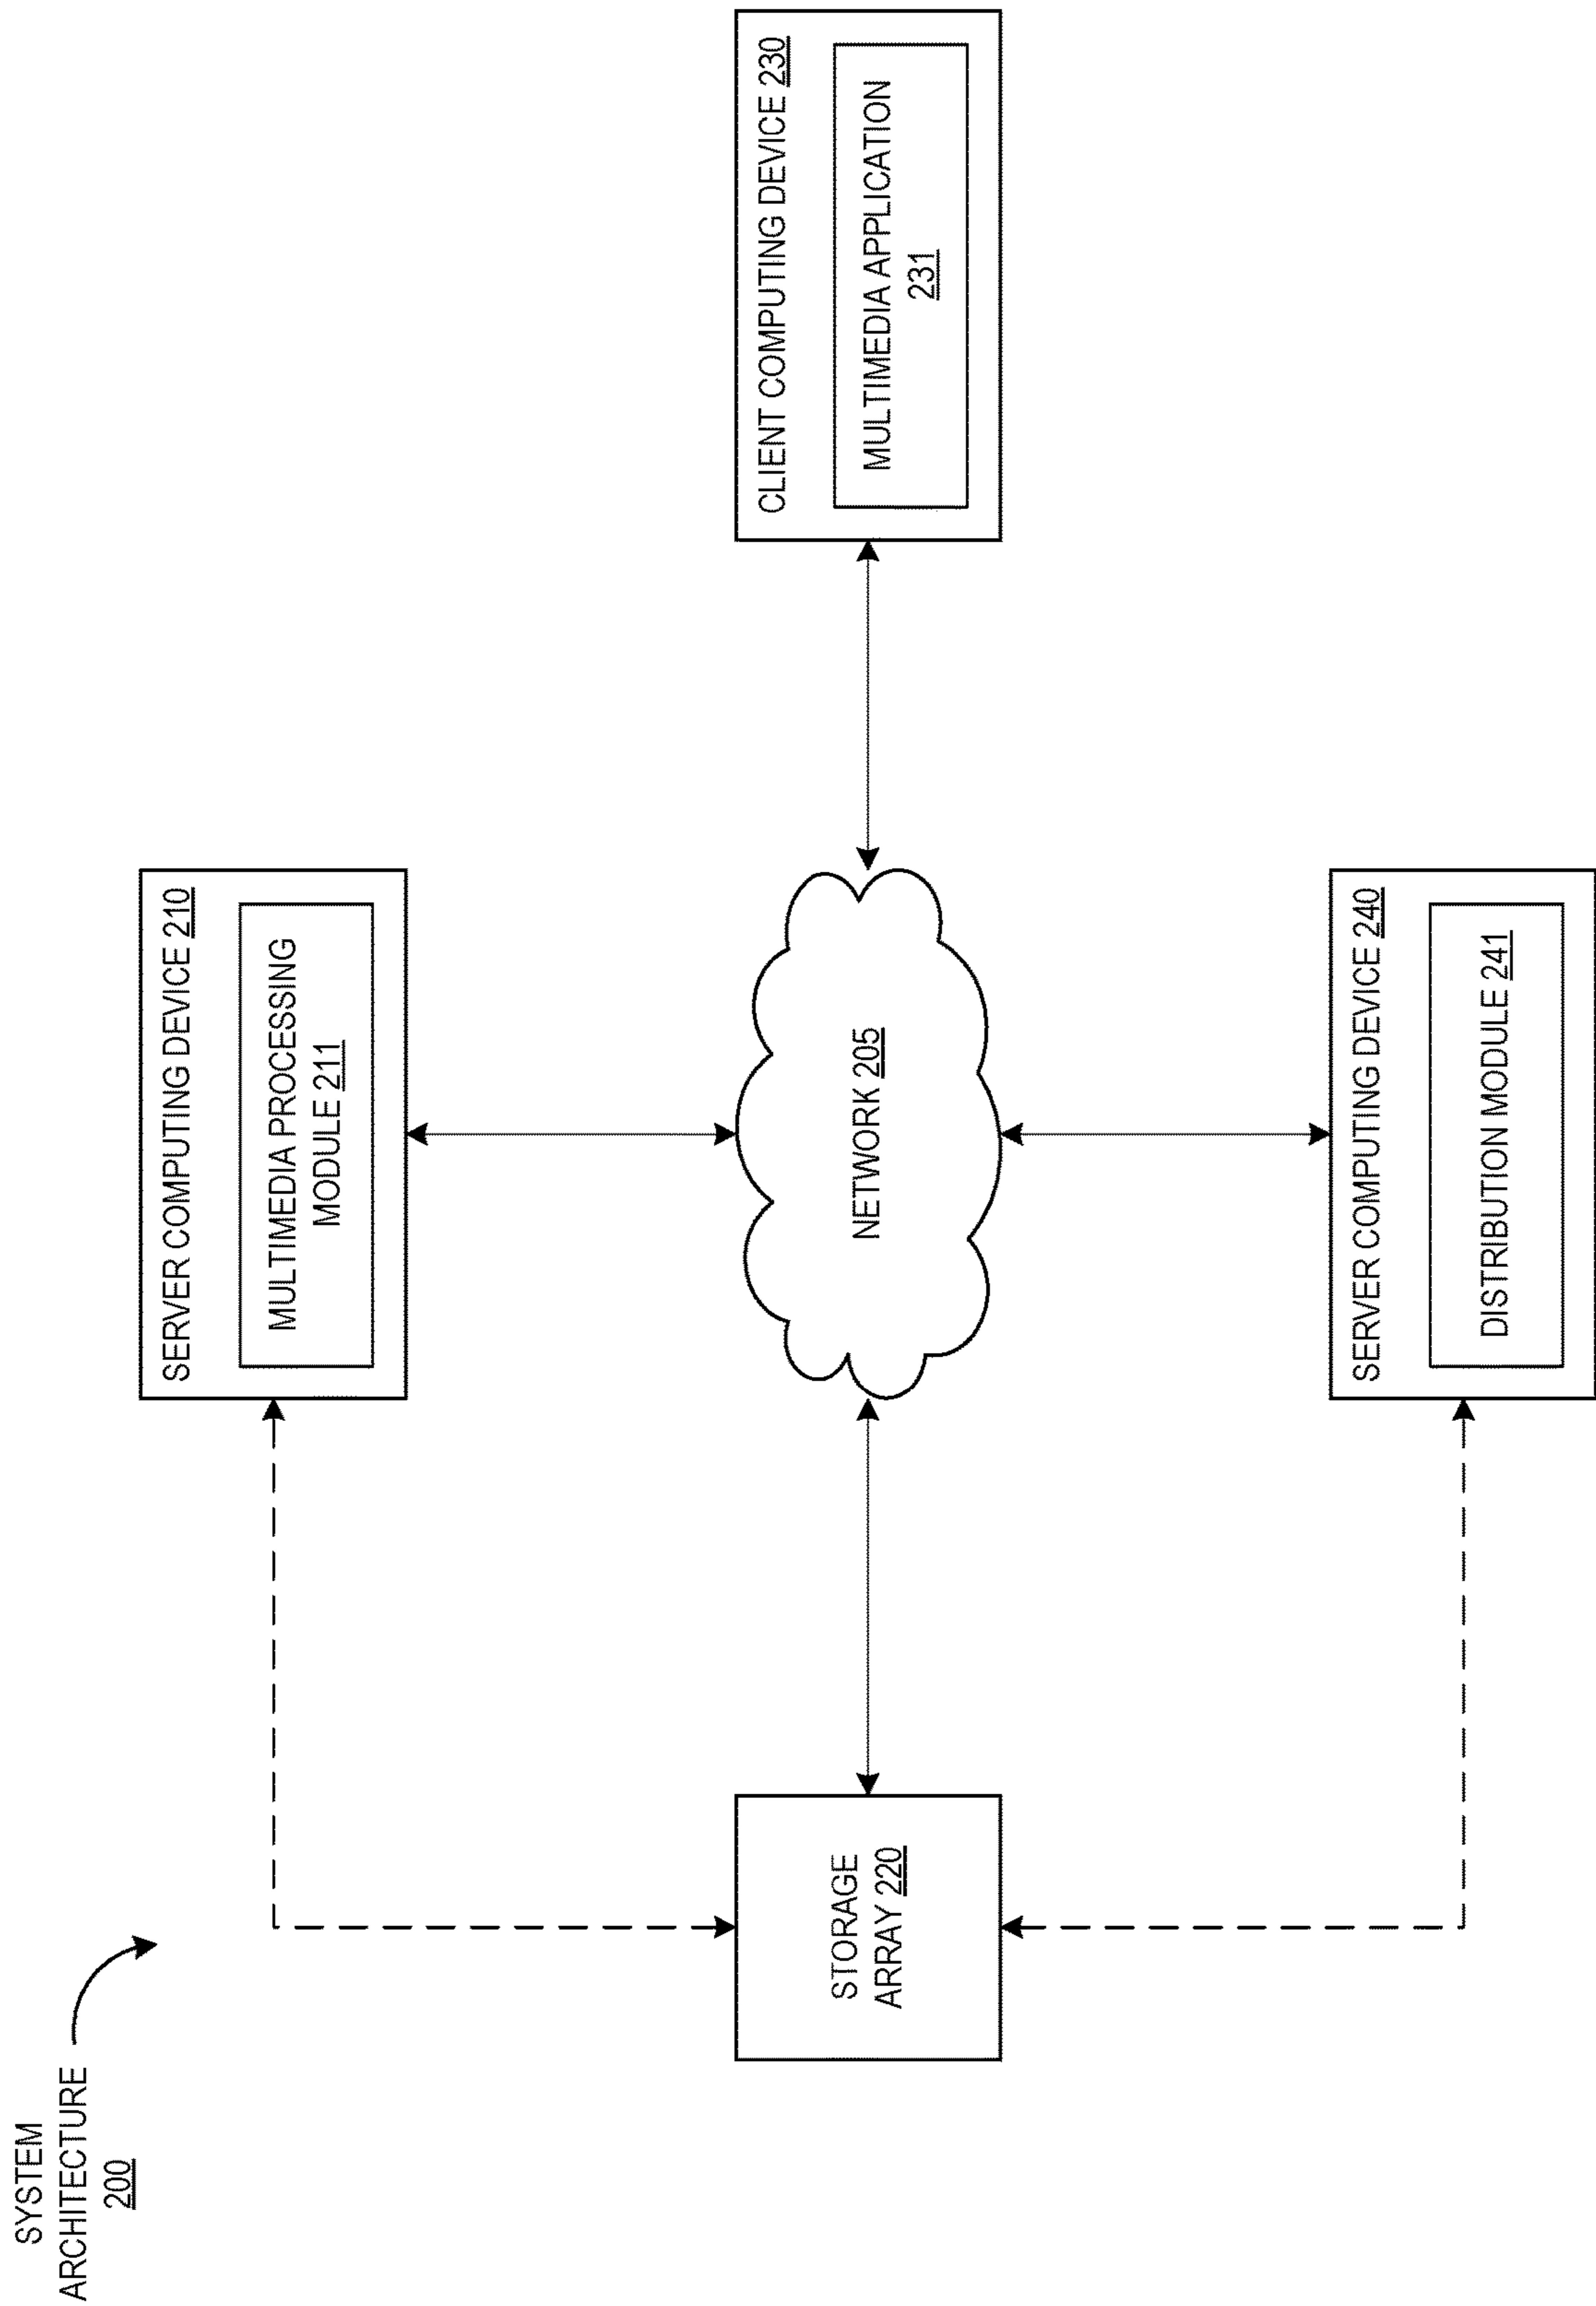 SYSTEM
ARCHITECTURE
200
SERVER COMPUTING DEVICE 210
MULTIMEDIA PROCESSING
MODULE 211
STORAGE
ARRAY 220
NETWORK 205
CLIENT COMPUTING DEVICE 230
MULTIMEDIA APPLICATION
231
SERVER COMPUTING DEVICE 240
DISTRIBUTION MODULE 241